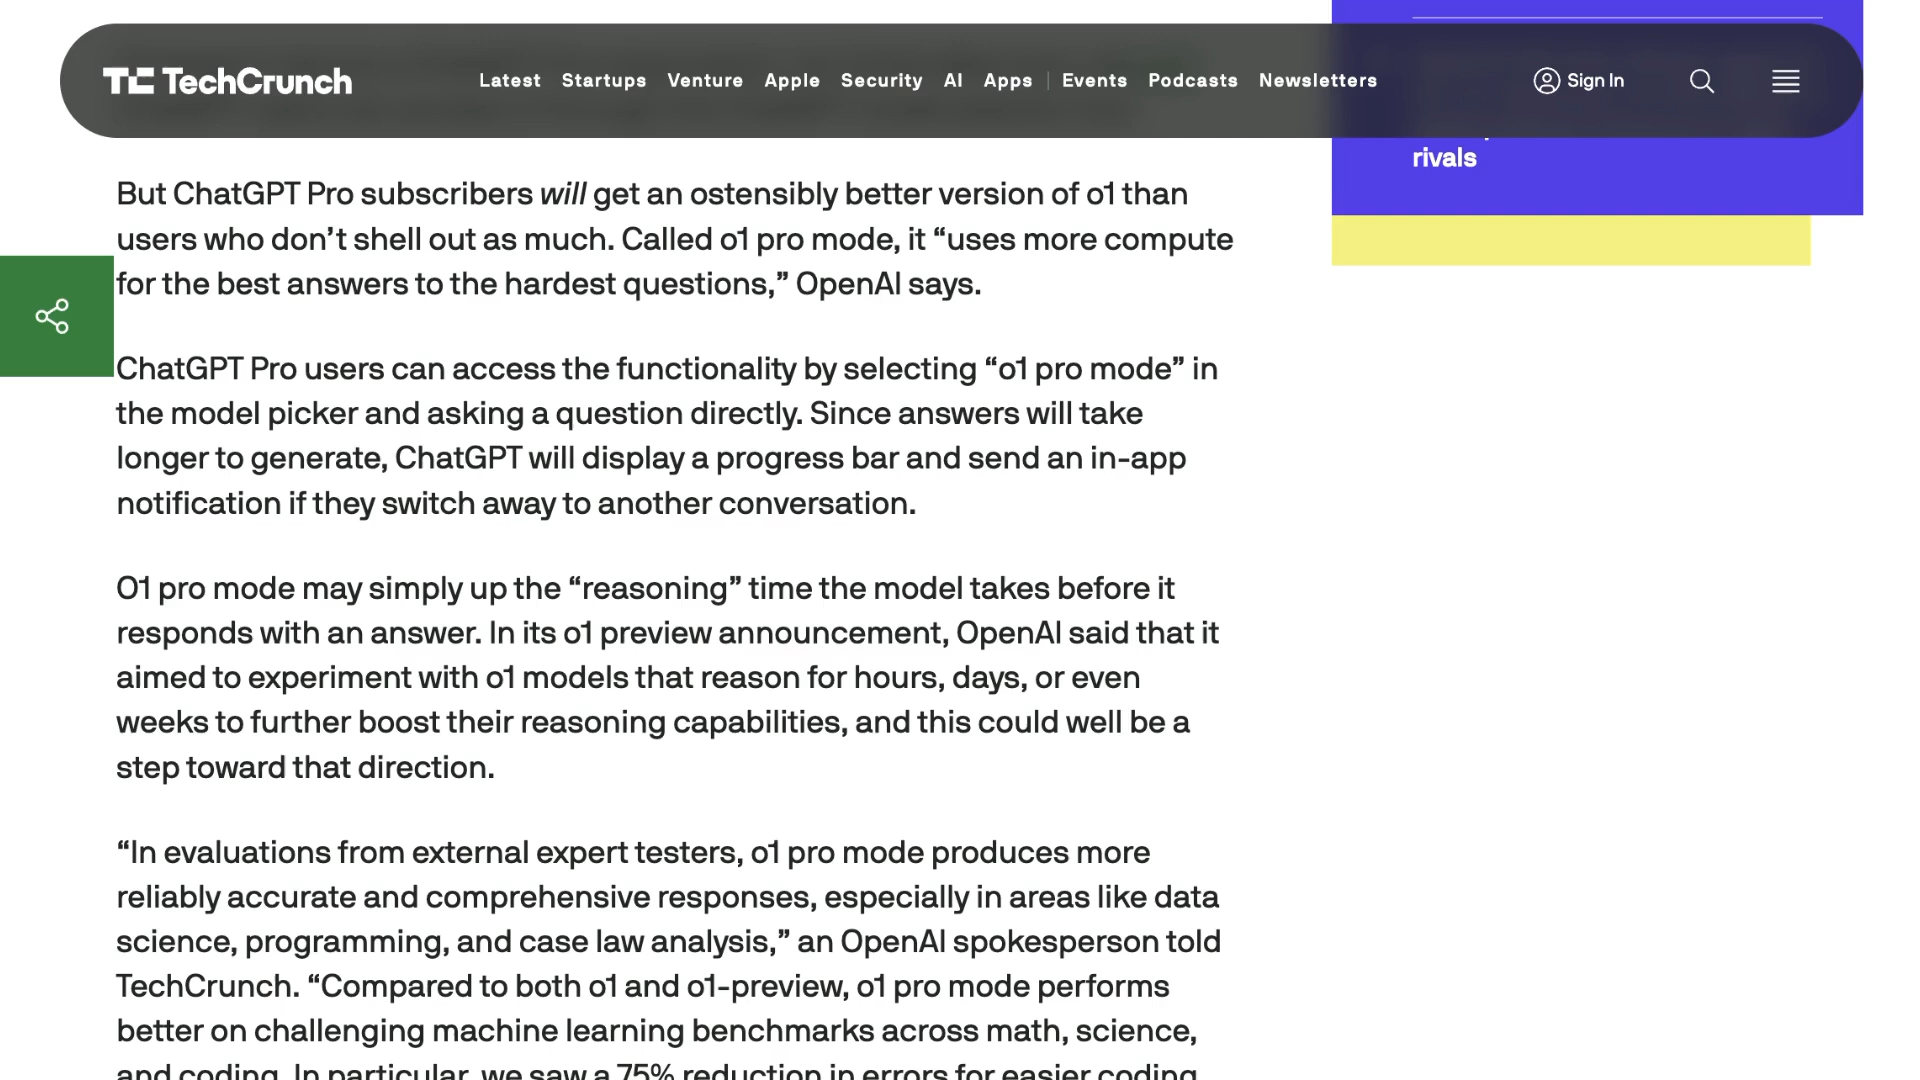 TechCrunch
Latest Startups Venture Apple Security AI Apps Events Podcasts Newsletters
Sign In
rivals
But ChatGPT Pro subscribers will get an ostensibly better version of o1 than
users who don’t shell out as much. Called o1 pro mode, it “uses more compute
for the best answers to the hardest questions,” OpenAI says.
ChatGPT Pro users can access the functionality by selecting “o1 pro mode” in
the model picker and asking a question directly. Since answers will take
longer to generate, ChatGPT will display a progress bar and send an in-app
notification if they switch away to another conversation.
O1 pro mode may simply up the “reasoning” time the model takes before it
responds with an answer. In its o1 preview announcement, OpenAI said that it
aimed to experiment with o1 models that reason for hours, days, or even
weeks to further boost their reasoning capabilities, and this could well be a
step toward that direction.
“In evaluations from external expert testers, o1 pro mode produces more
reliably accurate and comprehensive responses, especially in areas like data
science, programming, and case law analysis,” an OpenAI spokesperson told
TechCrunch. “Compared to both o1 and o1-preview, o1 pro mode performs
better on challenging machine learning benchmarks across math, science,
and coding. In particular, we saw a 75% reduction in errors for easier coding